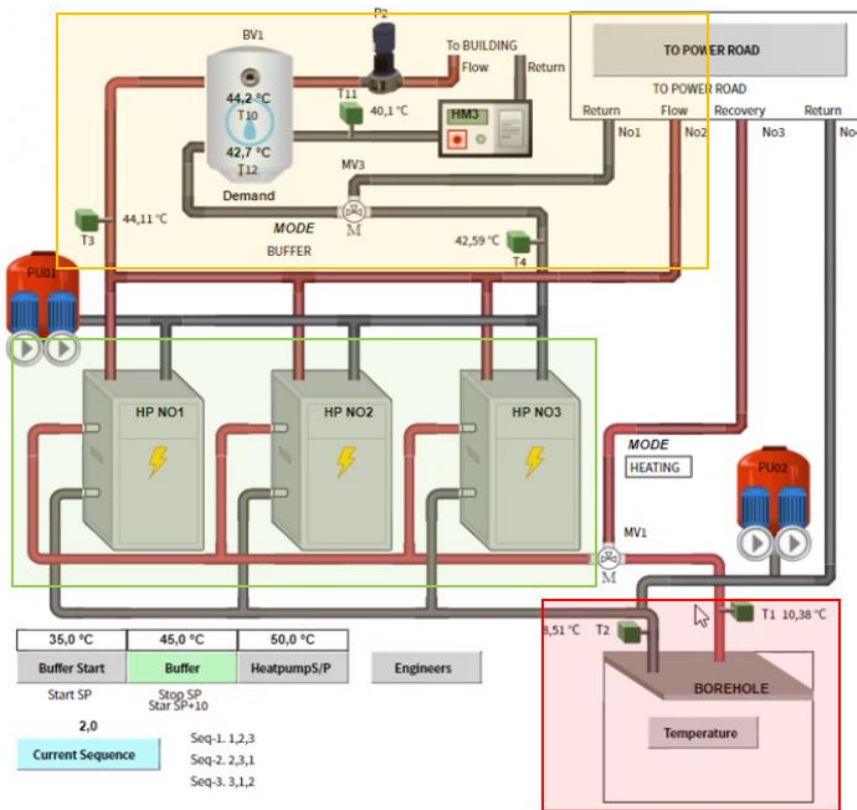 P2
BV1
To BUILDING
Flow
Return
TO POWER ROAD
TO POWER ROAD
44,2 °C
T10
T11
40,1 °C
HM3
Return
Flow
Recovery
Return
No1
No2
No3
42,7 °C
T12
MV3
Demand
M
MODE
BUFFER
T3
44,11 °C
42,59 °C
T4
PU01
HP NO1
HP NO2
HP NO3
MODE
HEATING
PU02
MV1
M
35,0 °C
45,0 °C
50,0 °C
Buffer Start
Buffer
HeatpumpS/P
Engineers
Start SP
Stop SP
Star SP+10
2,0
Current Sequence
Seq-1. 1,2,3
Seq-2. 2,3,1
Seq-3. 3,1,2
8,51 °C
T2
T1 10,38 °C
BOREHOLE
Temperature